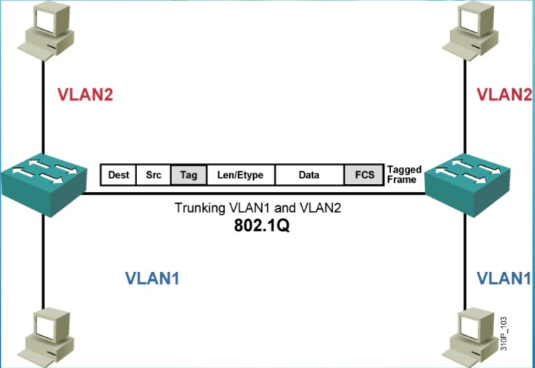 VLAN2
VLAN2
Dest Src Tag Len/Etype Data FCS Tagged Frame
Trunking VLAN1 and VLAN2
802.1Q
VLAN1
VLAN1
310P_103